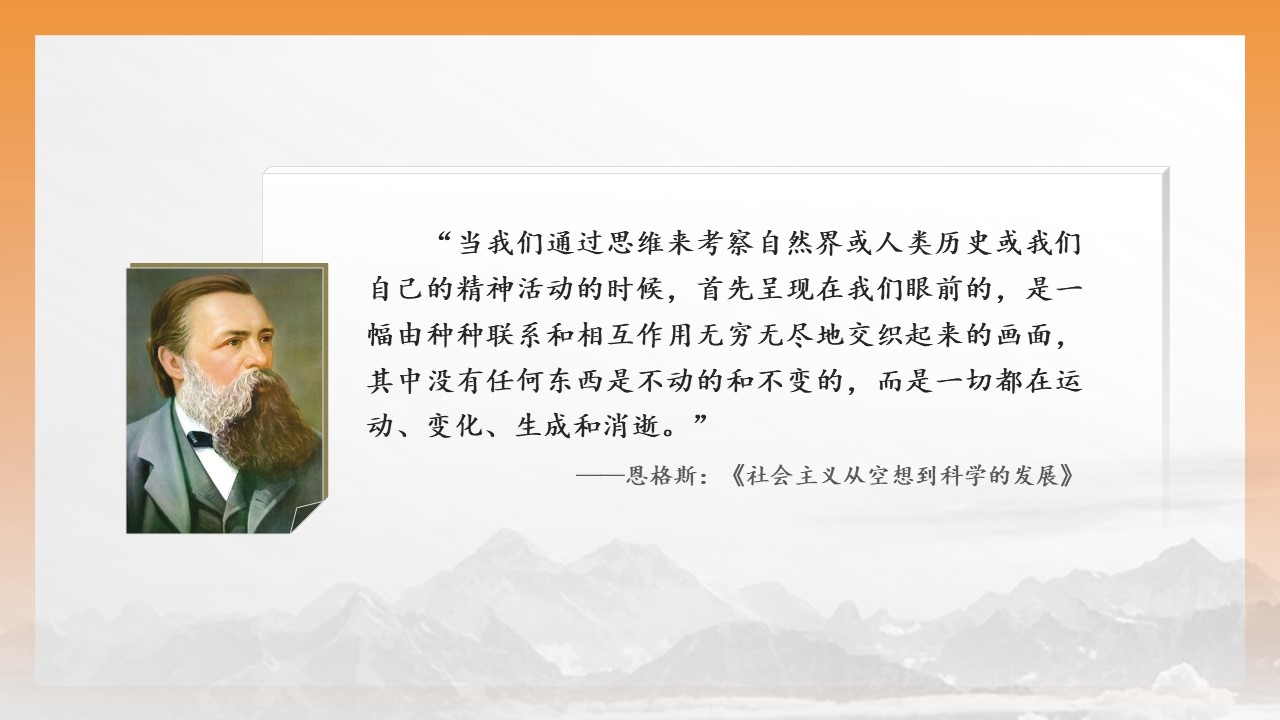 “当我们通过思维来考察自然界或人类历史或我们
自己的精神活动的时候，首先呈现在我们眼前的，是一
幅由种种联系和相互作用无穷无尽地交织起来的画面，
其中没有任何东西是不动的和不变的，而是一切都在运
动、变化、生成和消逝。”
——恩格斯：《社会主义从空想到科学的发展》